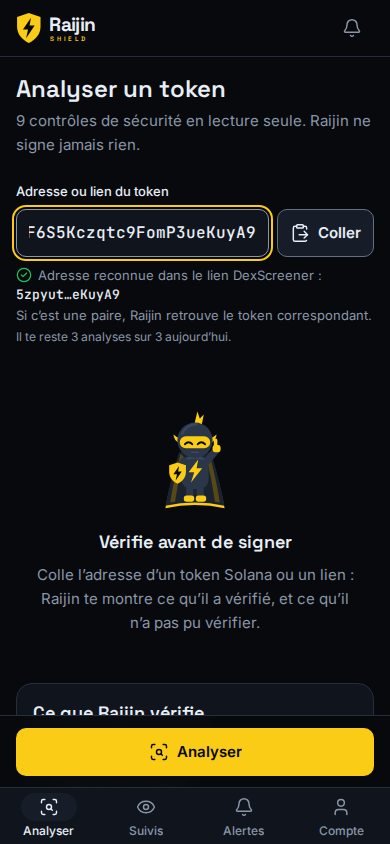 Raijin
SHIELD
Analyser un token
9 contrôles de sécurité en lecture seule. Raijin ne
signe jamais rien.
Adresse ou lien du token
F6S5Kczqtc9FomP3ueKuyA9
Coller
Adresse reconnue dans le lien DexScreener :
5zpyut…eKuyA9
Si c’est une paire, Raijin retrouve le token correspondant.
Il te reste 3 analyses sur 3 aujourd’hui.
Vérifie avant de signer
Colle l’adresse d’un token Solana ou un lien :
Raijin te montre ce qu’il a vérifié, et ce qu’il
n’a pas pu vérifier.
Ce que Raijin vérifie
Analyser
Analyser
Suivis
Alertes
Compte